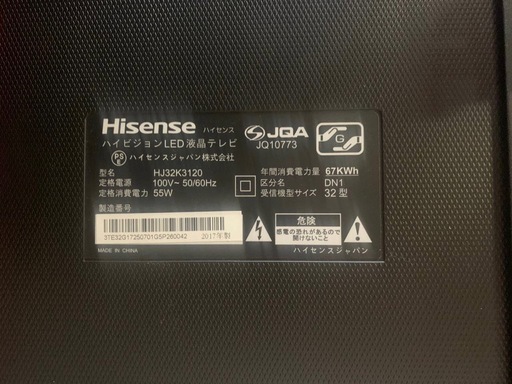 Hisense ハイセンス
ハイビジョンLED液晶テレビ
PS E ハイセンスジャパン株式会社
JQA
JQ10773
G
型名 HJ32K3120
定格電源 100V~ 50/60Hz
定格消費電力 55W
年間消費電力量 67KWh
区分名 DN1
受信機型サイズ 32型
製造番号
3TE32G17250701GSP260042 2017年製
MADE IN CHINA
危険
感電の恐れがあるので
開けないこと
ハイセンスジャパン